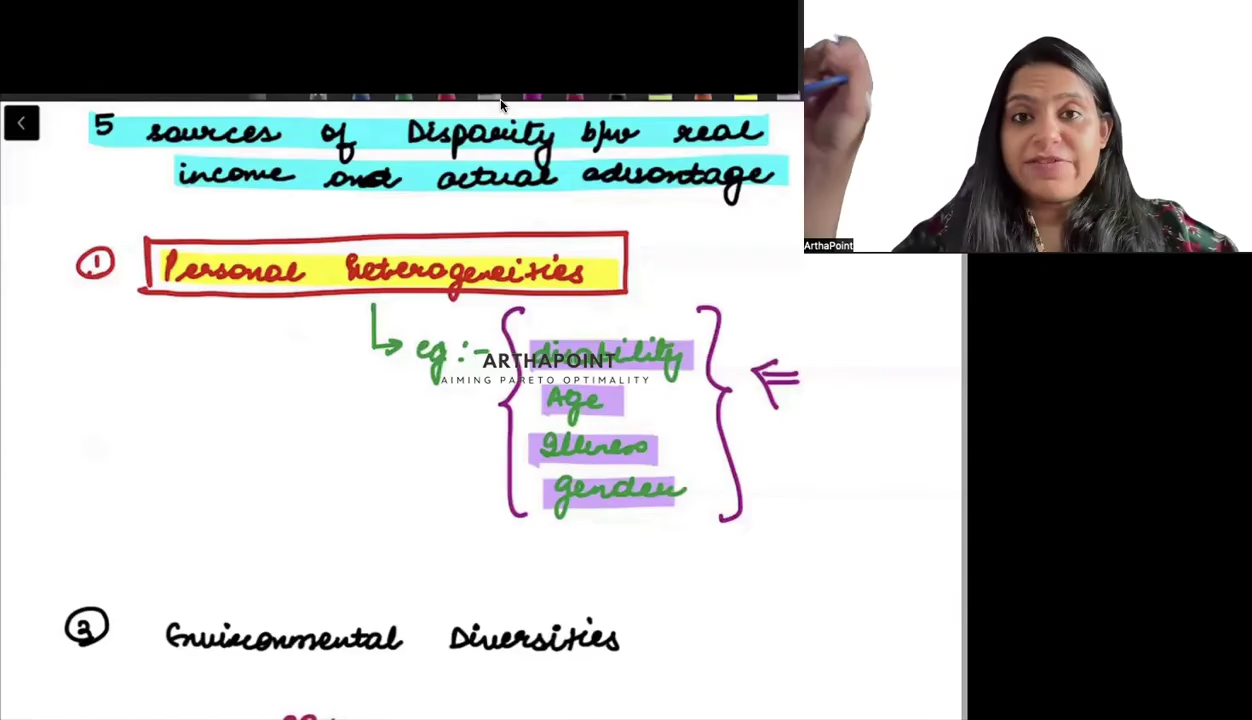 5 sources of Disparity b/w real
income and actual advantage
① Personal heterogeneities
eg :- disability
Age
Illness
gender
ARTHAPOINT
AIMING PARETO OPTIMALITY
② Environmental Diversities
ArthaPoint